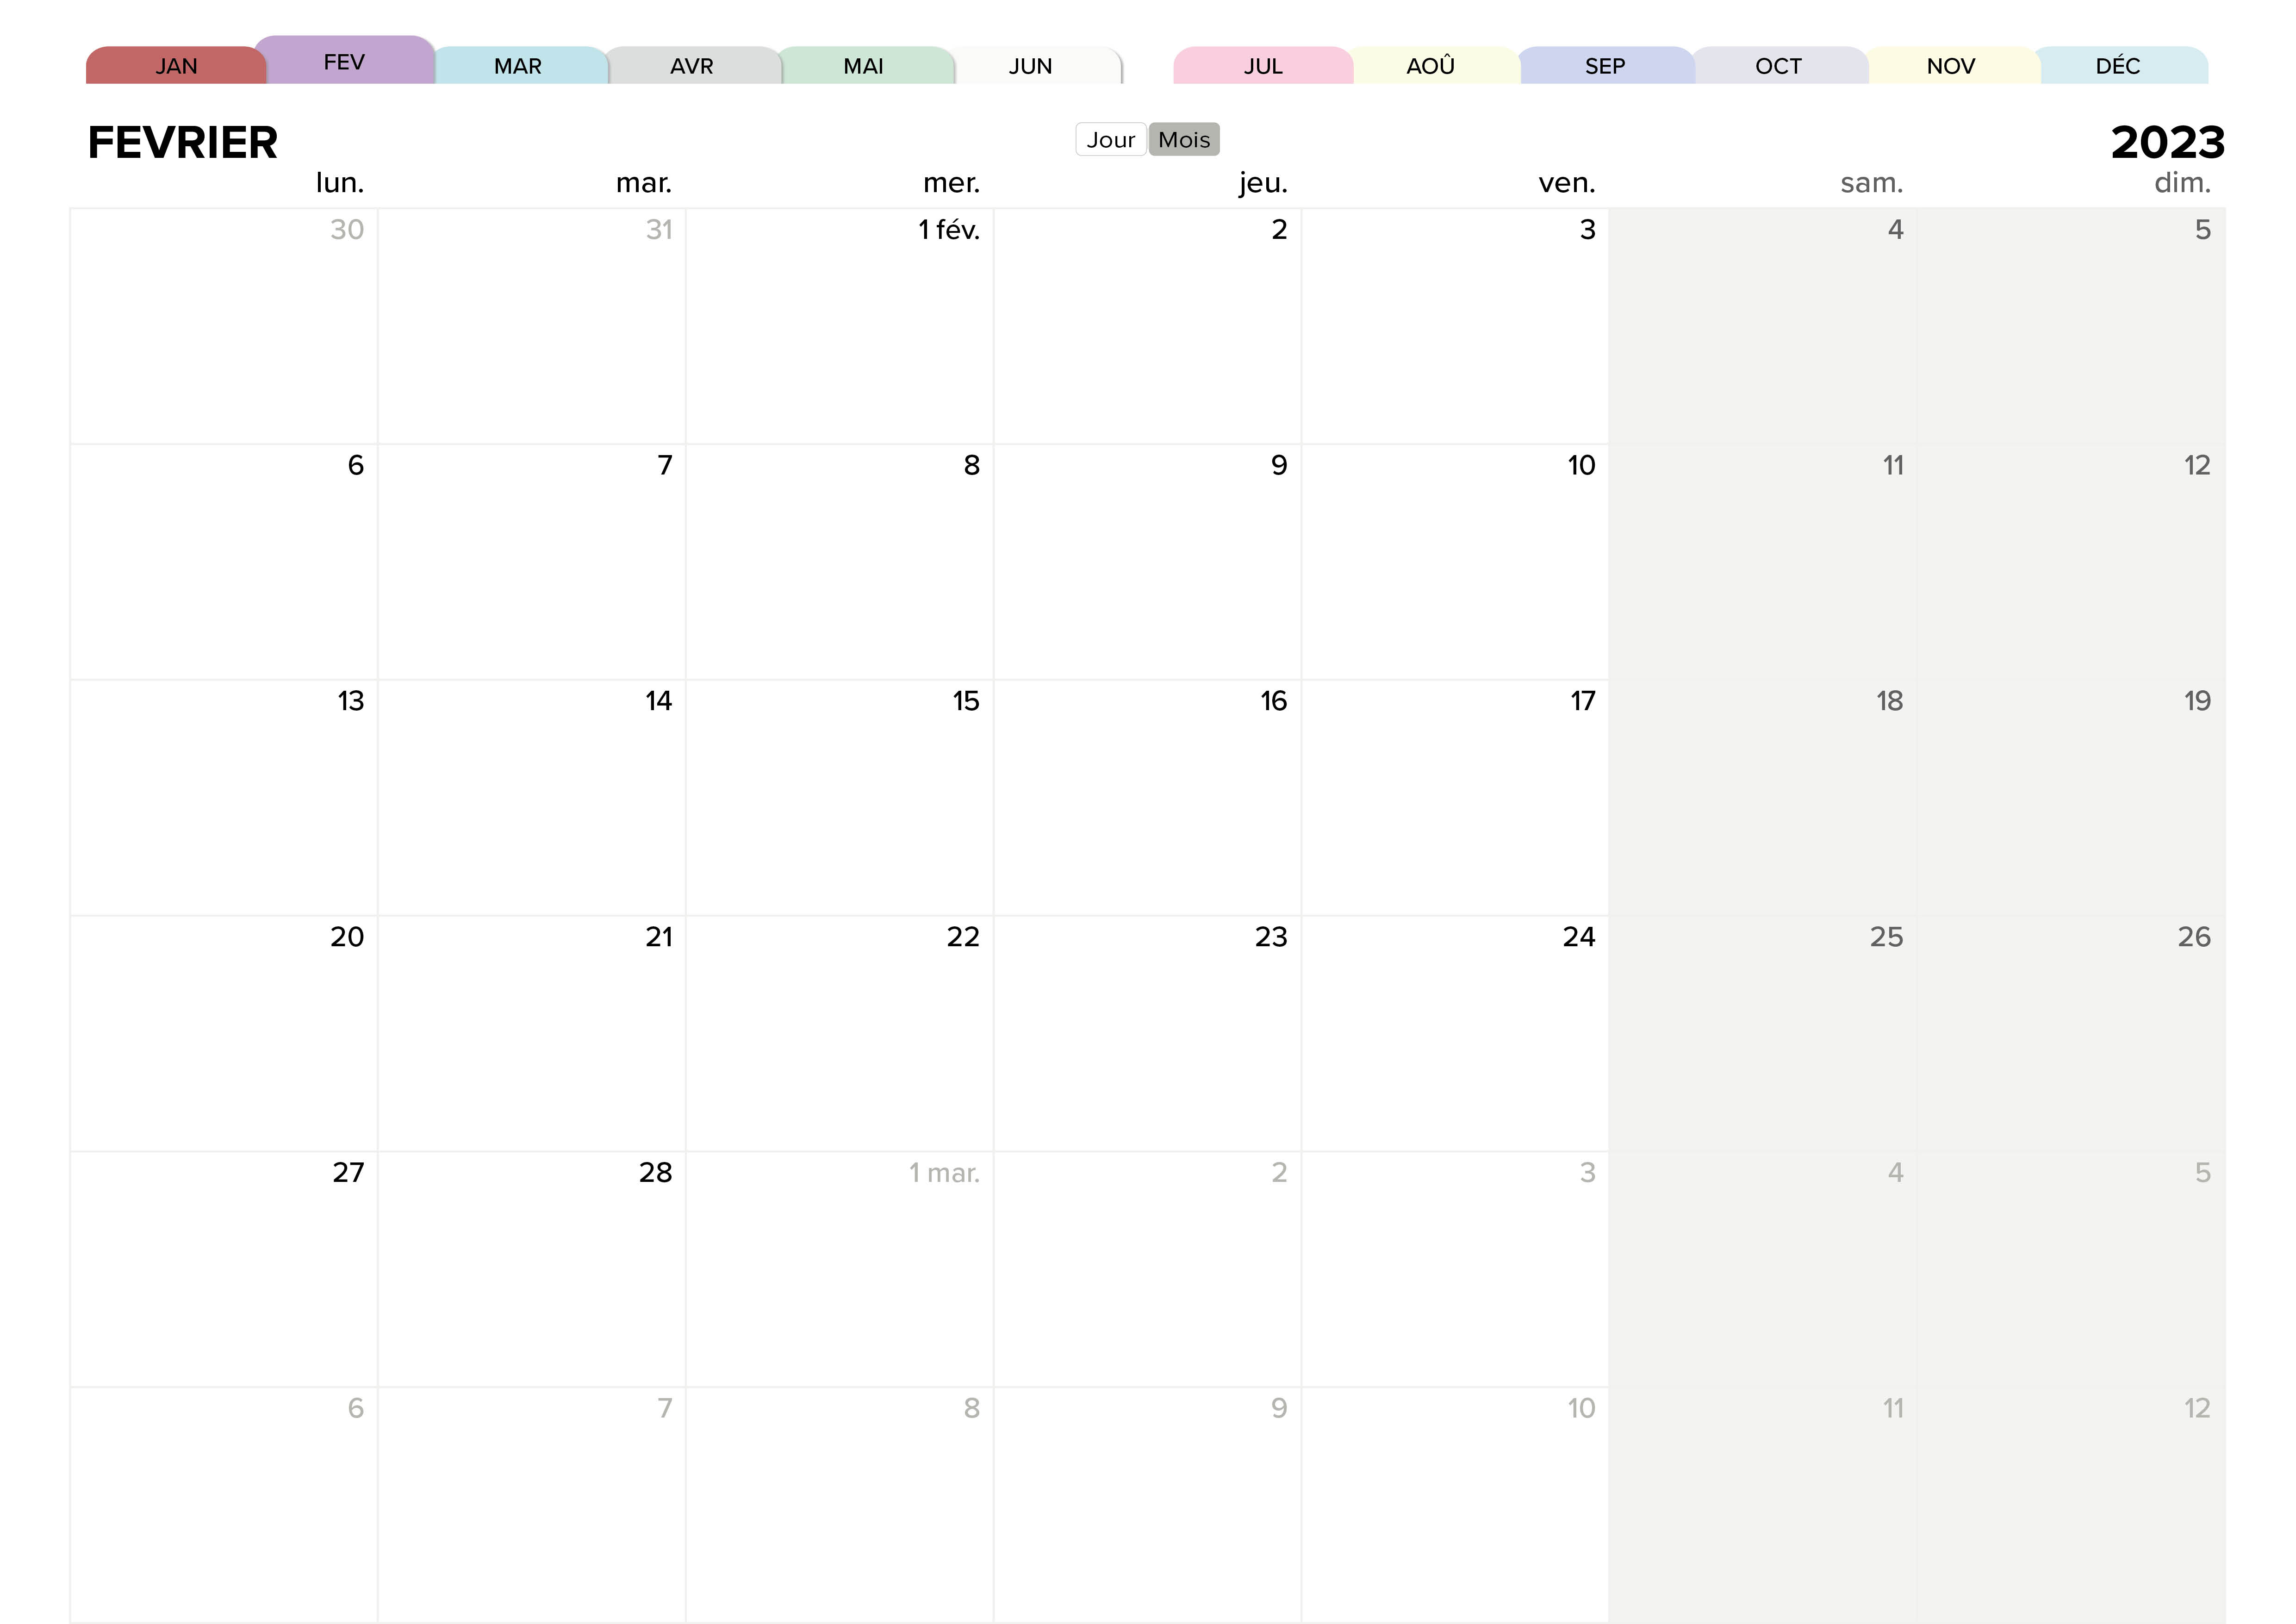 JAN FEV MAR AVR MAI JUN JUL AOÛ SEP OCT NOV DÉC
FEVRIER Jour Mois 2023
lun. mar. mer. jeu. ven. sam. dim.
30 31 1 fév. 2 3 4 5
6 7 8 9 10 11 12
13 14 15 16 17 18 19
20 21 22 23 24 25 26
27 28 1 mar. 2 3 4 5
6 7 8 9 10 11 12